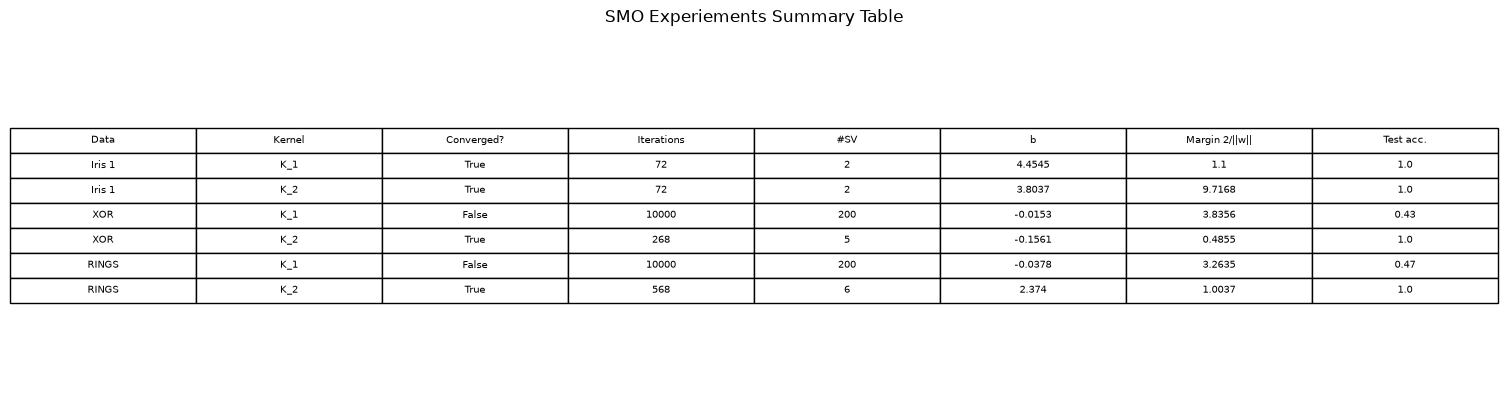 SMO Experiements Summary Table
Data Kernel Converged? Iterations #SV b Margin 2/||w|| Test acc.
Iris 1 K_1 True 72 2 4.4545 1.1 1.0
Iris 1 K_2 True 72 2 3.8037 9.7168 1.0
XOR K_1 False 10000 200 -0.0153 3.8356 0.43
XOR K_2 True 268 5 -0.1561 0.4855 1.0
RINGS K_1 False 10000 200 -0.0378 3.2635 0.47
RINGS K_2 True 568 6 2.374 1.0037 1.0